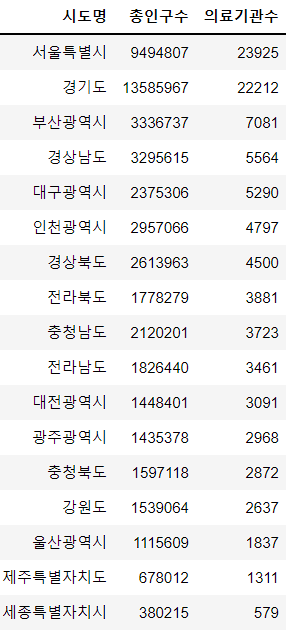 시도명 총인구수 의료기관수
서울특별시 9494807 23925
경기도 13585967 22212
부산광역시 3336737 7081
경상남도 3295615 5564
대구광역시 2375306 5290
인천광역시 2957066 4797
경상북도 2613963 4500
전라북도 1778279 3881
충청남도 2120201 3723
전라남도 1826440 3461
대전광역시 1448401 3091
광주광역시 1435378 2968
충청북도 1597118 2872
강원도 1539064 2637
울산광역시 1115609 1837
제주특별자치도 678012 1311
세종특별자치시 380215 579